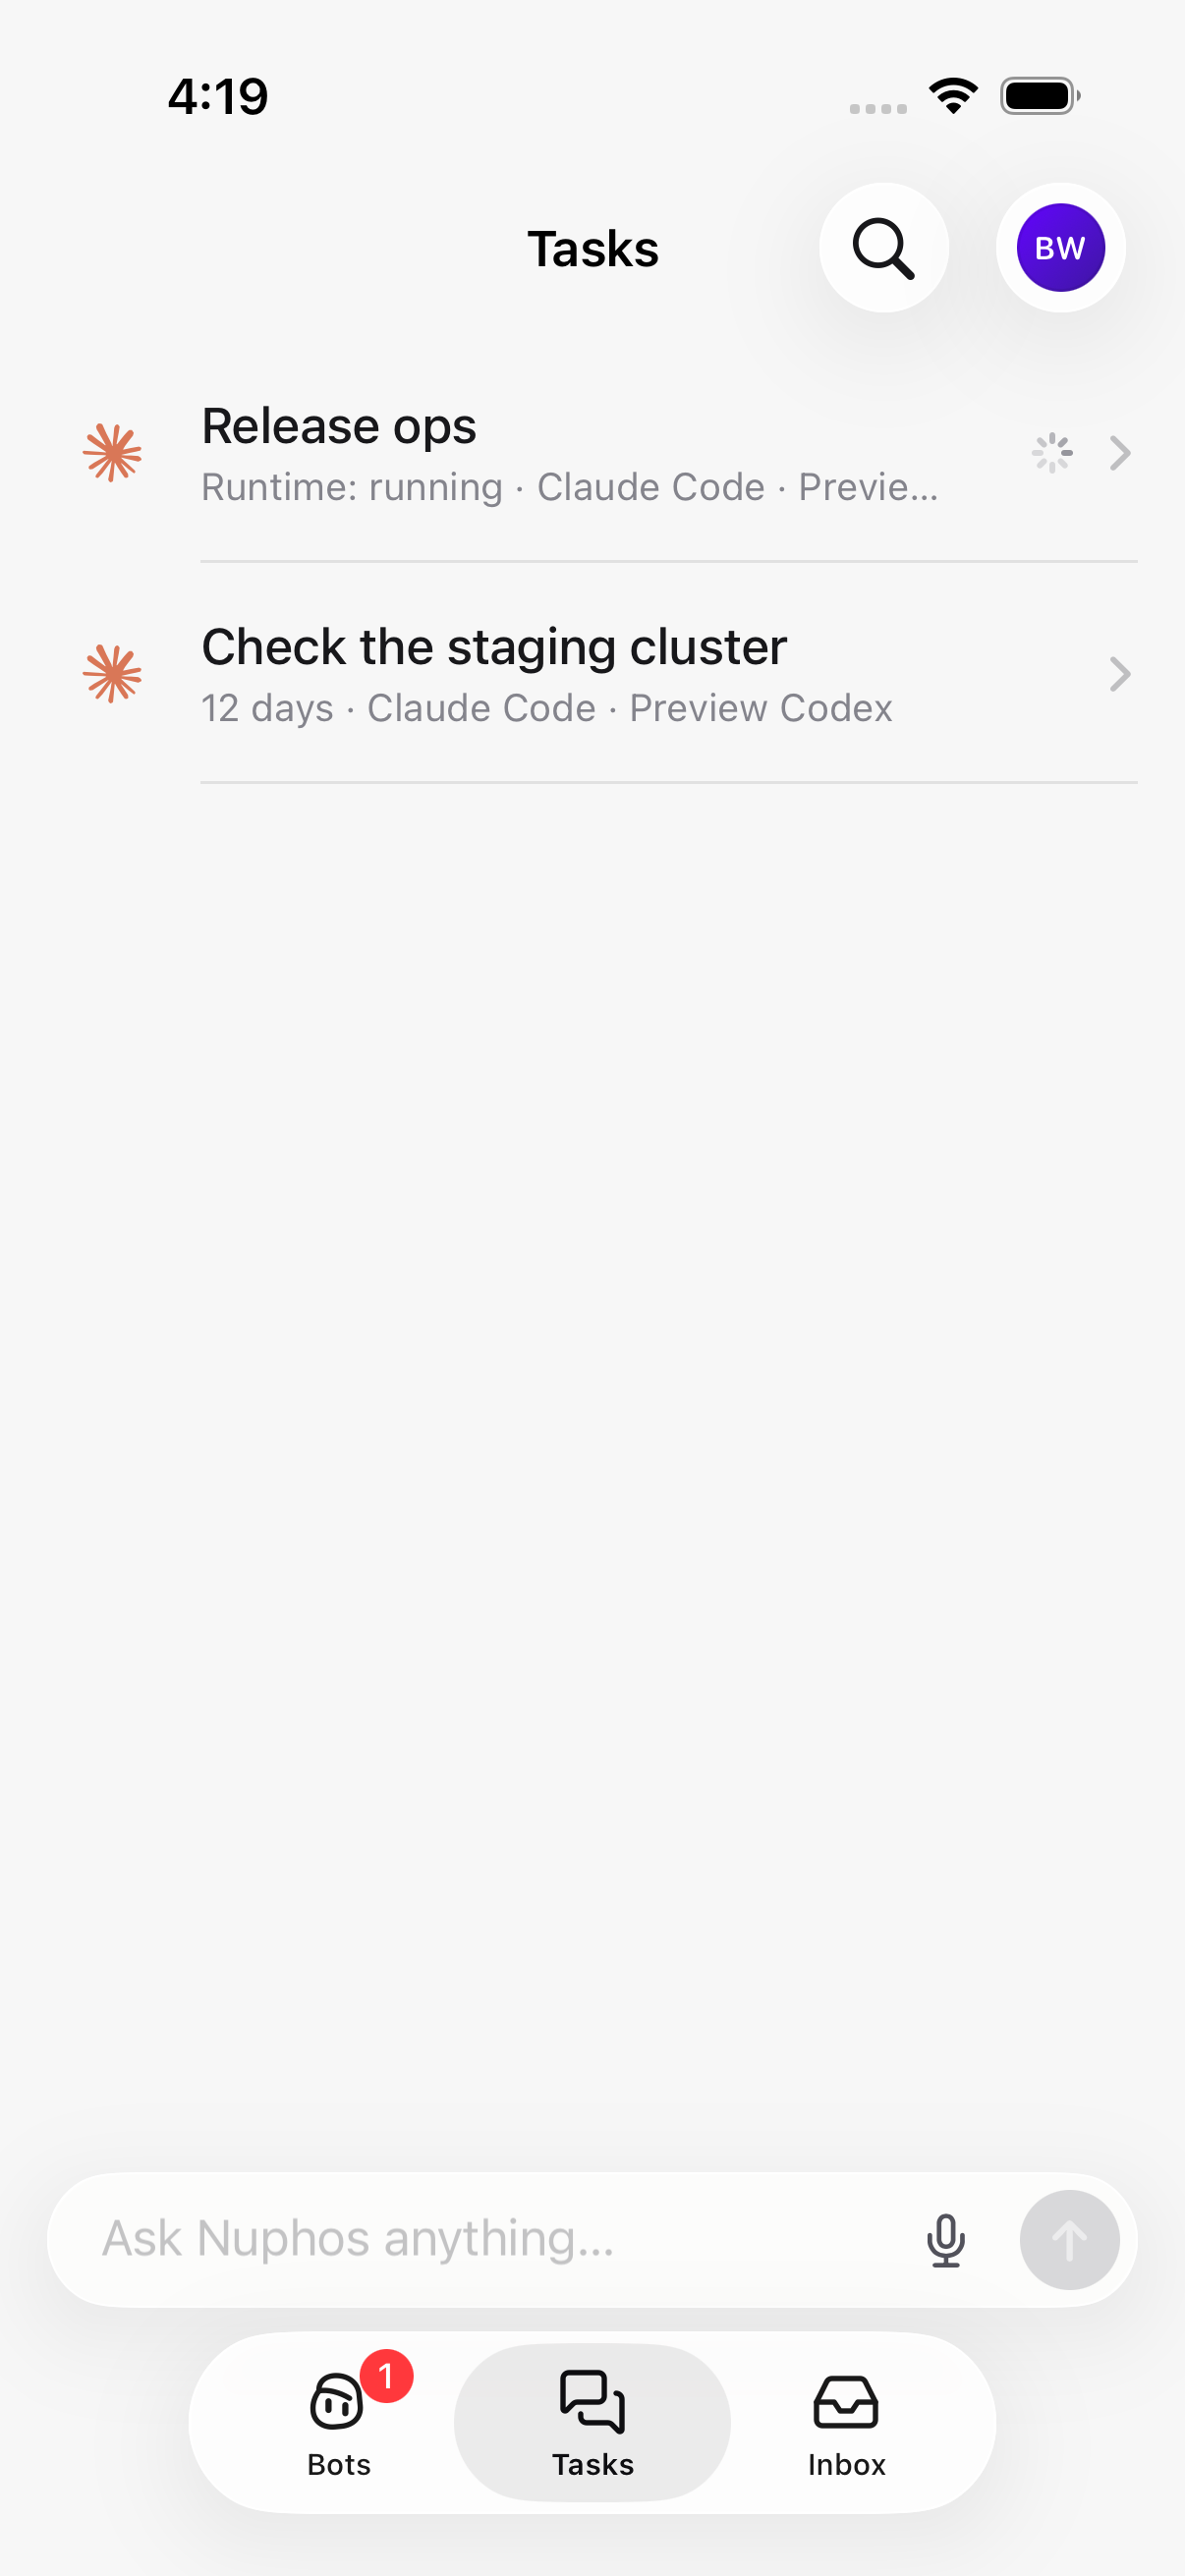 4:19
Tasks
BW
Release ops
Runtime: running · Claude Code · Previe...
Check the staging cluster
12 days · Claude Code · Preview Codex
Ask Nuphos anything...
1
Bots
Tasks
Inbox